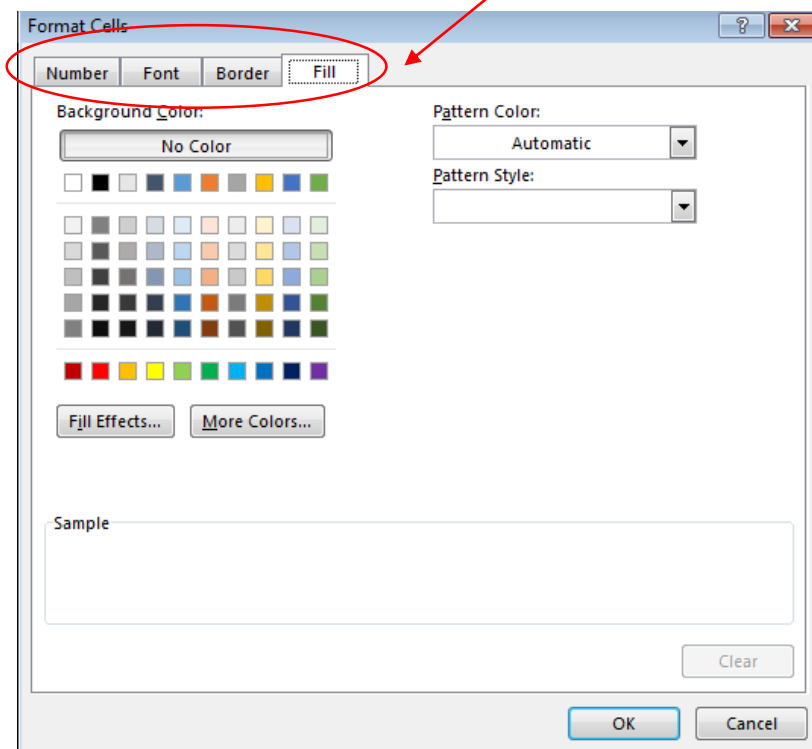 Format Cells
? X
Number Font Border Fill
Background Color:
No Color
Pattern Color:
Automatic
Pattern Style:
Fill Effects... More Colors...
Sample
Clear
OK Cancel